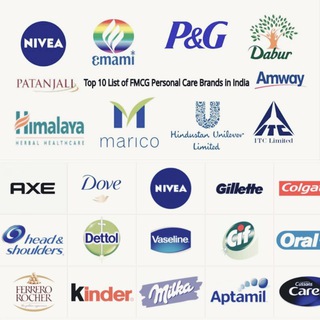 NIVEA
emami
P&G
Dabur
PATANJALI
Top 10 List of FMCG Personal Care Brands in India
Amway
Himalaya
HERBAL HEALTHCARE
marico
Hindustan Unilever
Limited
ITC Limited
AXE
Dove
NIVEA
Gillette
Colgat
head &
shoulders
Dettol
Vaseline
Cif
Oral
FERRERO
ROCHER
Kinder
Milka
Aptamil
Cottons
Care